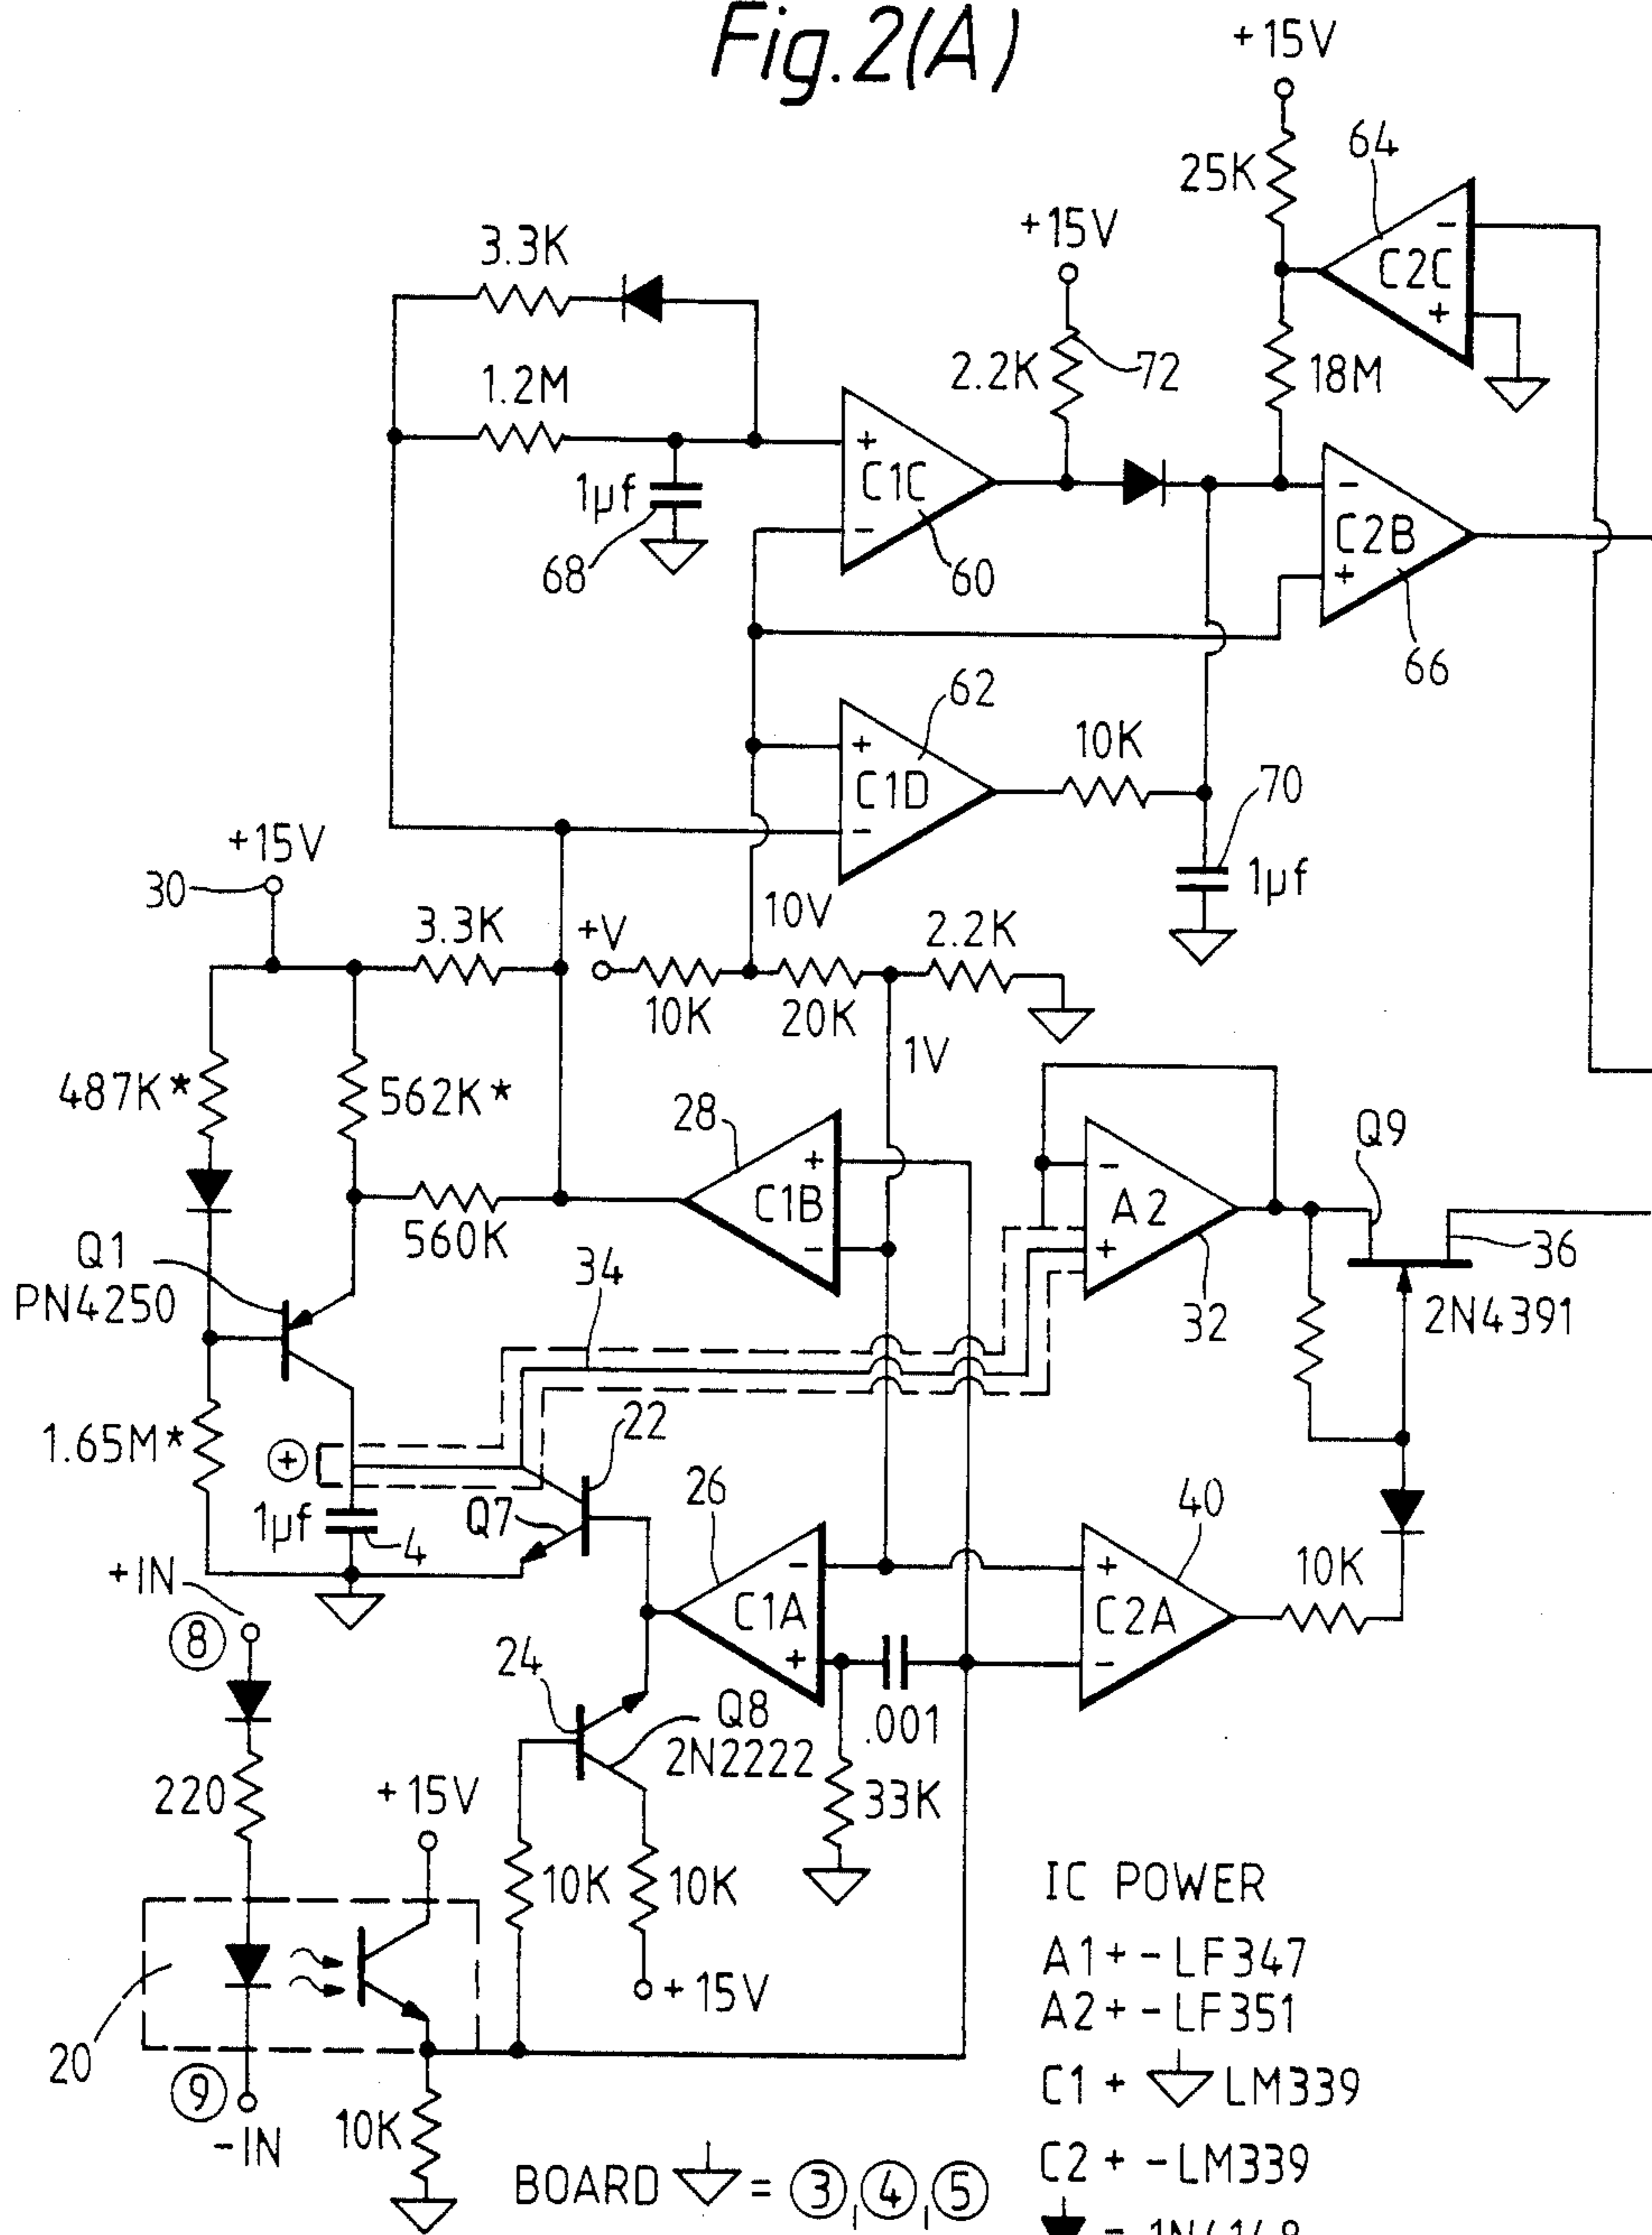 Fig. 2(A)
+15V
25K
64
-
C2C
+
18M
+15V
2.2K
72
3.3K
1.2M
1µf
68
+
C1C
-
60
-
C2B
+
66
62
+
C1D
-
10K
70
1µf
+15V
30
3.3K
+V
10V
2.2K
10K
20K
1V
487K*
562K*
28
+
C1B
-
560K
Q1
PN4250
34
-
A2
+
32
Q9
36
2N4391
1.65M*
+
22
1µf
4
Q7
26
-
C1A
+
40
+
C2A
-
10K
+IN
8
24
Q8
2N2222
.001
33K
220
+15V
10K
10K
+15V
20
9
-IN
10K
IC POWER
A1 + - LF347
A2 + - LF351
C1 + LM339
C2 + - LM339
= 1N4148
BOARD = 3, 4, 5